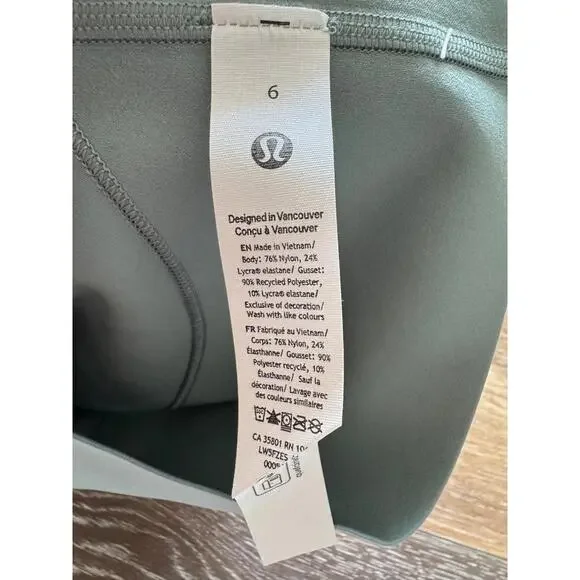 6
Designed in Vancouver
Conçu à Vancouver
EN Made in Vietnam/
Body: 76% Nylon, 24%
Lycra® elastane/ Gusset:
90% Recycled Polyester,
10% Lycra® elastane/
Exclusive of decoration/
Wash with like colours
FR Fabriqué au Vietnam/
Corps: 76% Nylon, 24%
Élasthanne/ Gousset: 90%
Polyester recyclé, 10%
Élasthanne/ Sauf la
décoration/ Lavage avec
des couleurs similaires
CA 35801 RN
LW5FZES